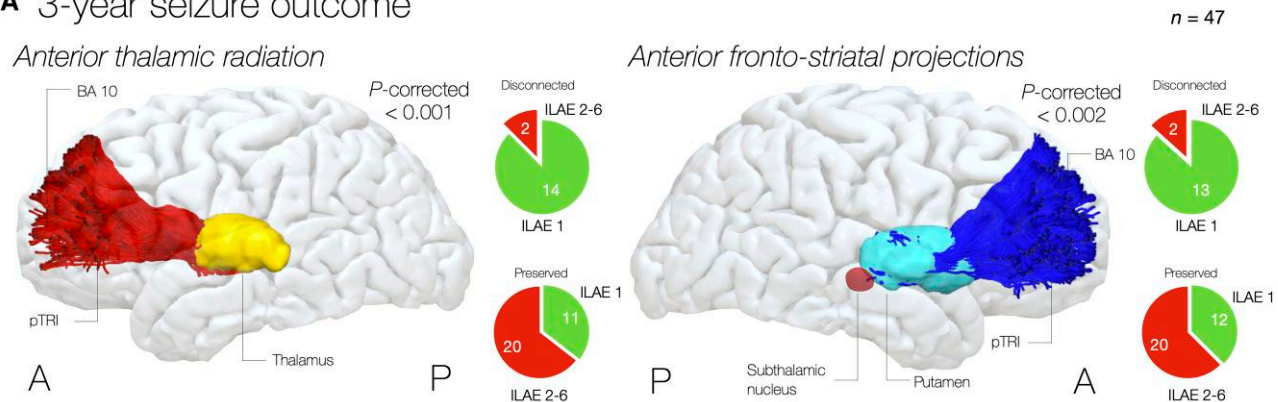 A 3-year seizure outcome
n = 47
Anterior thalamic radiation
BA 10
P-corrected
< 0.001
Disconnected
ILAE 2-6
2
14
ILAE 1
Preserved
ILAE 1
11
20
ILAE 2-6
pTRI
Thalamus
A
P
Anterior fronto-striatal projections
P-corrected
< 0.002
BA 10
Disconnected
ILAE 2-6
2
13
ILAE 1
Preserved
ILAE 1
12
20
ILAE 2-6
pTRI
Subthalamic
nucleus
Putamen
P
A